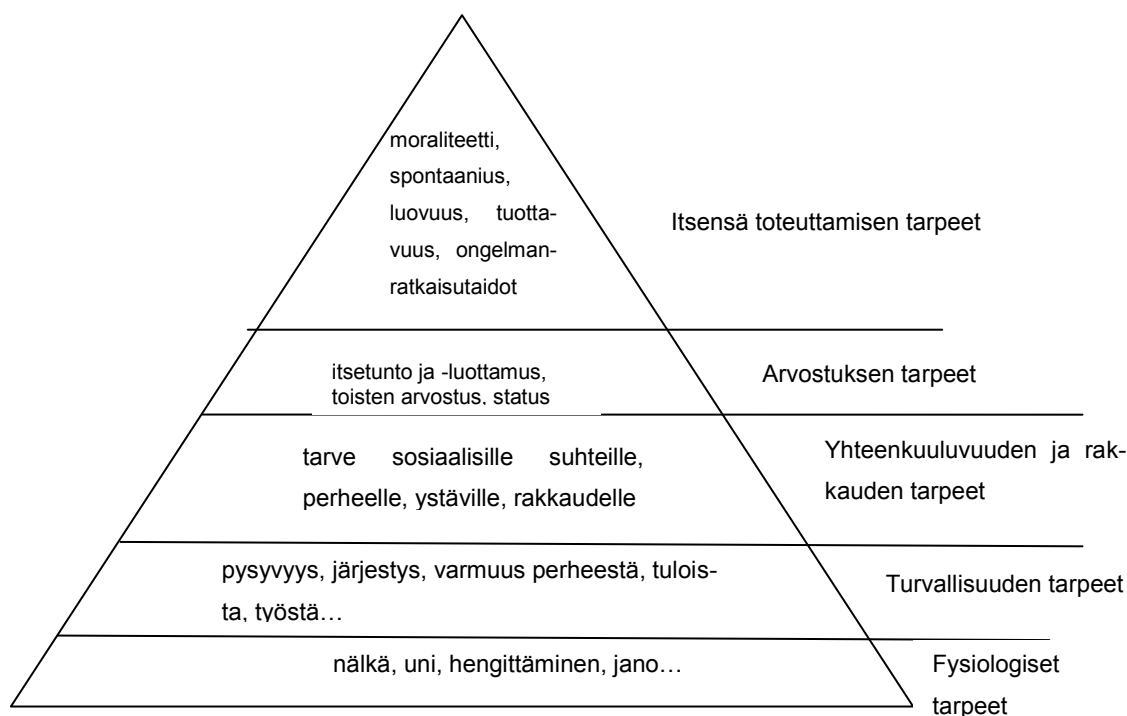 moraliteetti,
spontaanius,
luovuus, tuotta-
vuus, ongelman-
ratkaisutaidot
Itsensä toteuttamisen tarpeet
itsetunto ja -luottamus,
toisten arvostus, status
Arvostuksen tarpeet
tarve sosiaalisille suhteille,
perheelle, ystäville, rakkaudelle
Yhteenkuuluvuuden ja rak-
kauden tarpeet
pysyvyys, järjestys, varmuus perheestä, tulois-
ta, työstä…
Turvallisuuden tarpeet
nälkä, uni, hengittäminen, jano…
Fysiologiset
tarpeet